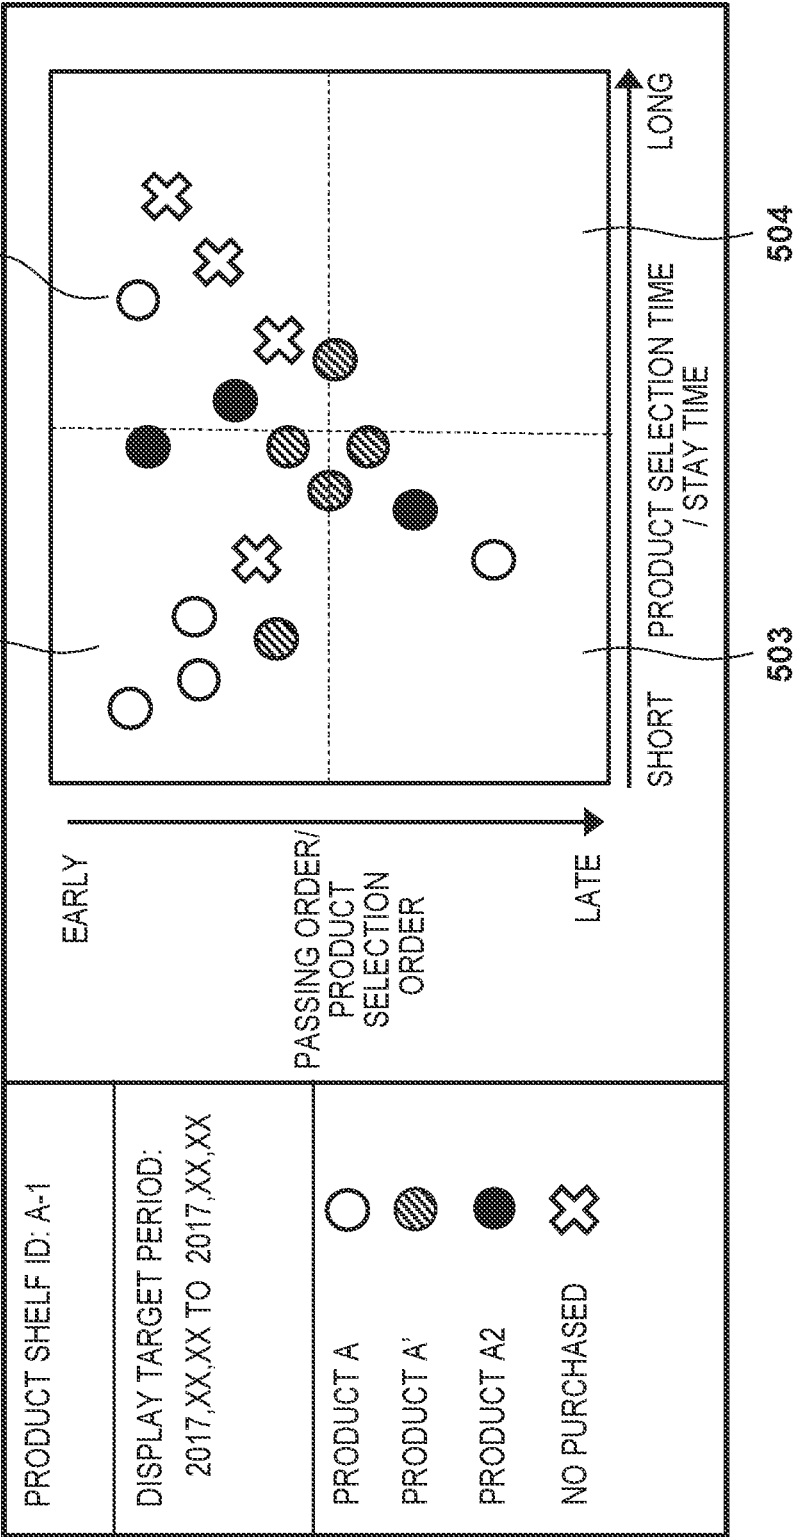 PRODUCT SHELF ID: A-1
DISPLAY TARGET PERIOD:
2017,XX,XX TO 2017,XX,XX
PRODUCT A
PRODUCT A'
PRODUCT A2
NO PURCHASED
EARLY
PASSING ORDER/
PRODUCT
SELECTION
ORDER
LATE
SHORT
PRODUCT SELECTION TIME
/ STAY TIME
LONG
503
504